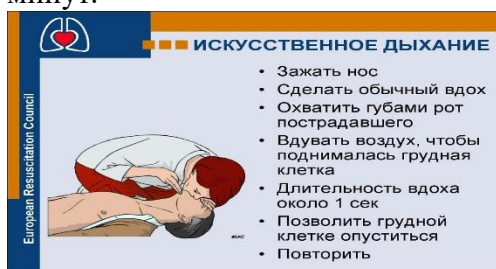 минут.
ИСКУССТВЕННОЕ ДЫХАНИЕ
• Зажать нос
• Сделать обычный вдох
• Охватить губами рот
пострадавшего
• Вдувать воздух, чтобы
поднималась грудная
клетка
• Длительность вдоха
около 1 сек
• Позволить грудной
клетке опуститься
• Повторить
European Resuscitation Council